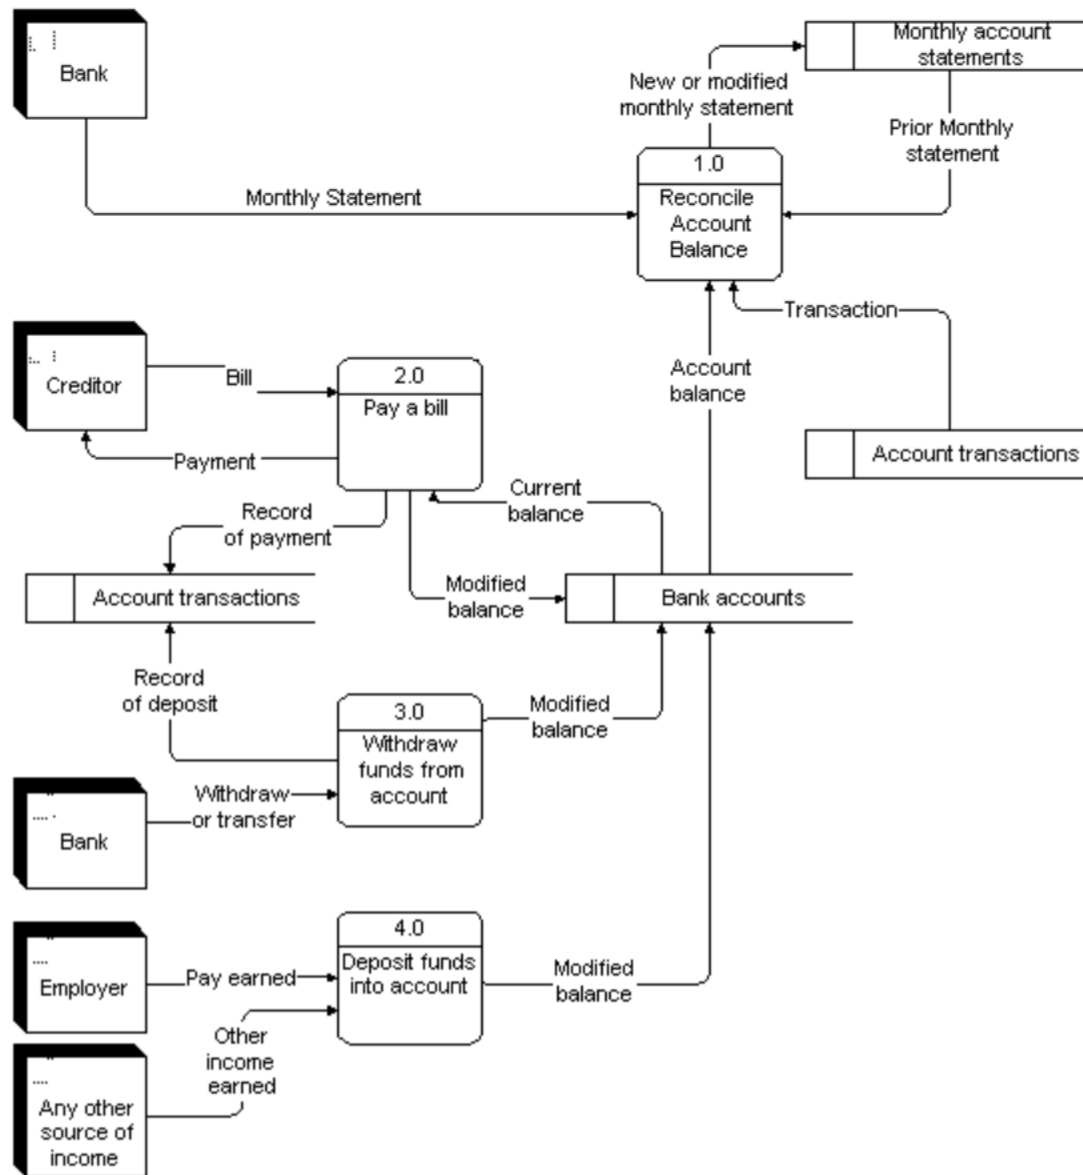 Bank
Monthly account
statements
New or modified
monthly statement
Prior Monthly
statement
1.0
Reconcile
Account
Balance
Monthly Statement
Transaction
Creditor
Bill
2.0
Pay a bill
Account
balance
Payment
Account transactions
Current
balance
Record
of payment
Account transactions
Modified
balance
Bank accounts
Record
of deposit
3.0
Withdraw
funds from
account
Modified
balance
Bank
Withdraw
or transfer
4.0
Deposit funds
into account
Employer
Pay earned
Modified
balance
Other
income
earned
Any other
source of
income